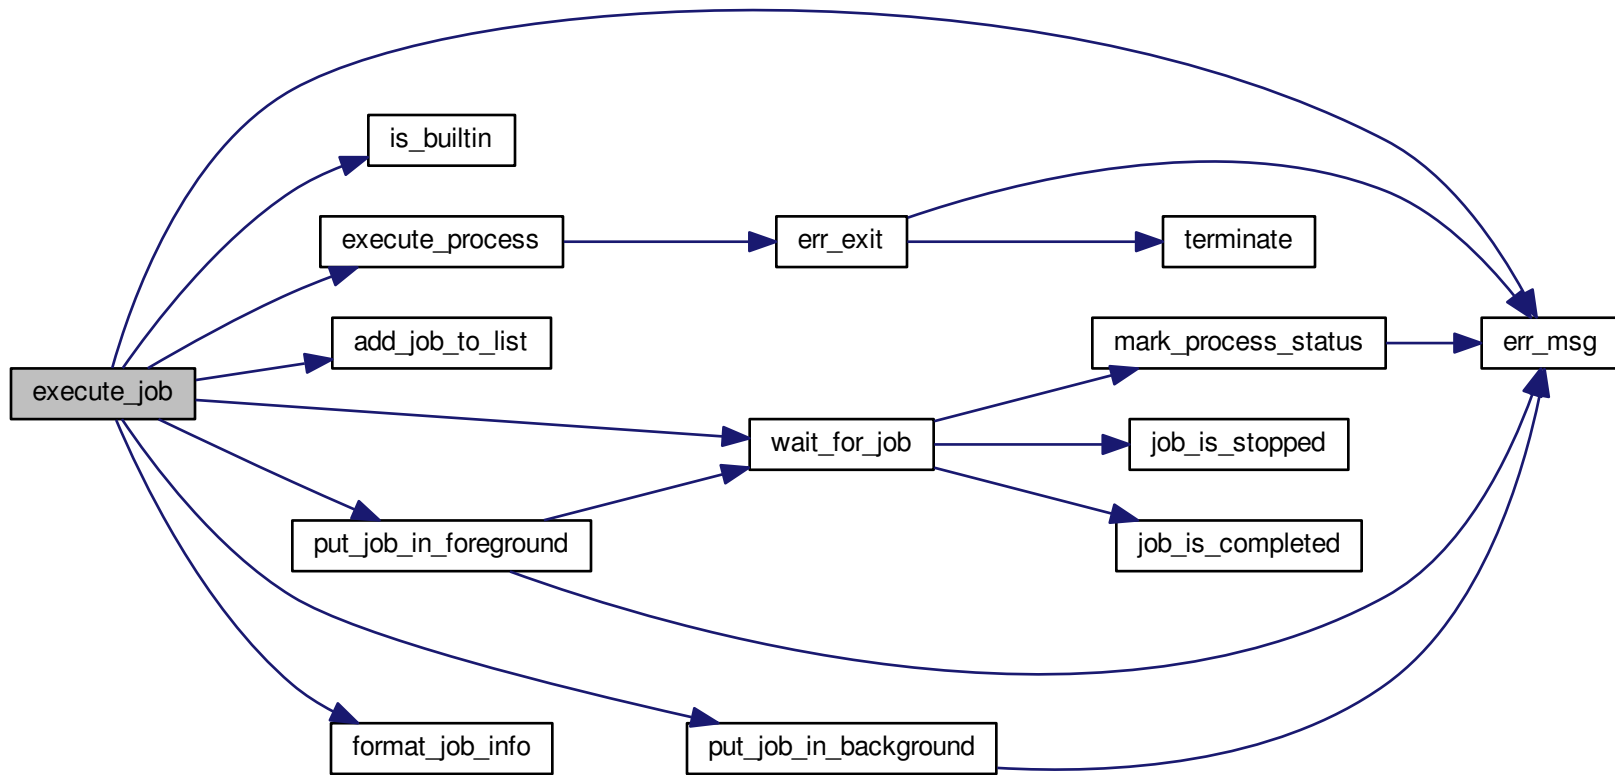 is_builtin
execute_process
err_exit
terminate
add_job_to_list
mark_process_status
err_msg
execute_job
wait_for_job
job_is_stopped
put_job_in_foreground
job_is_completed
format_job_info
put_job_in_background